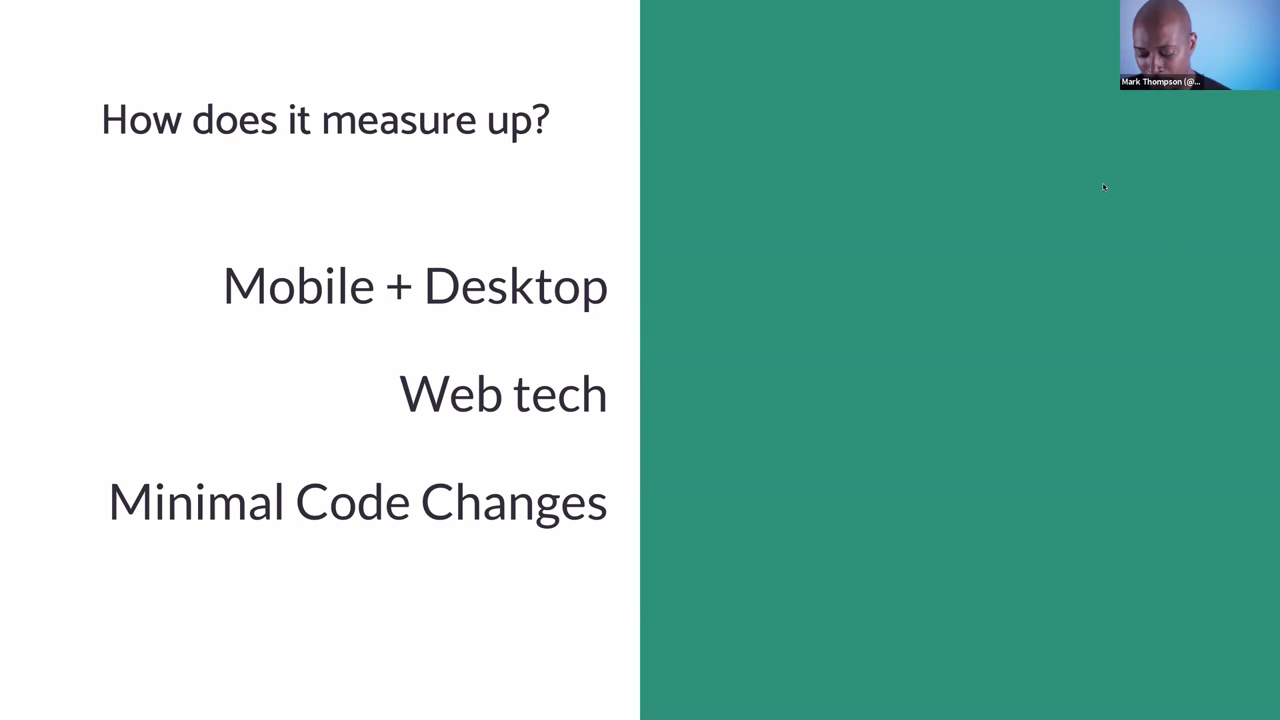 How does it measure up?
Mark Thompson (@...
Mobile + Desktop
Web tech
Minimal Code Changes